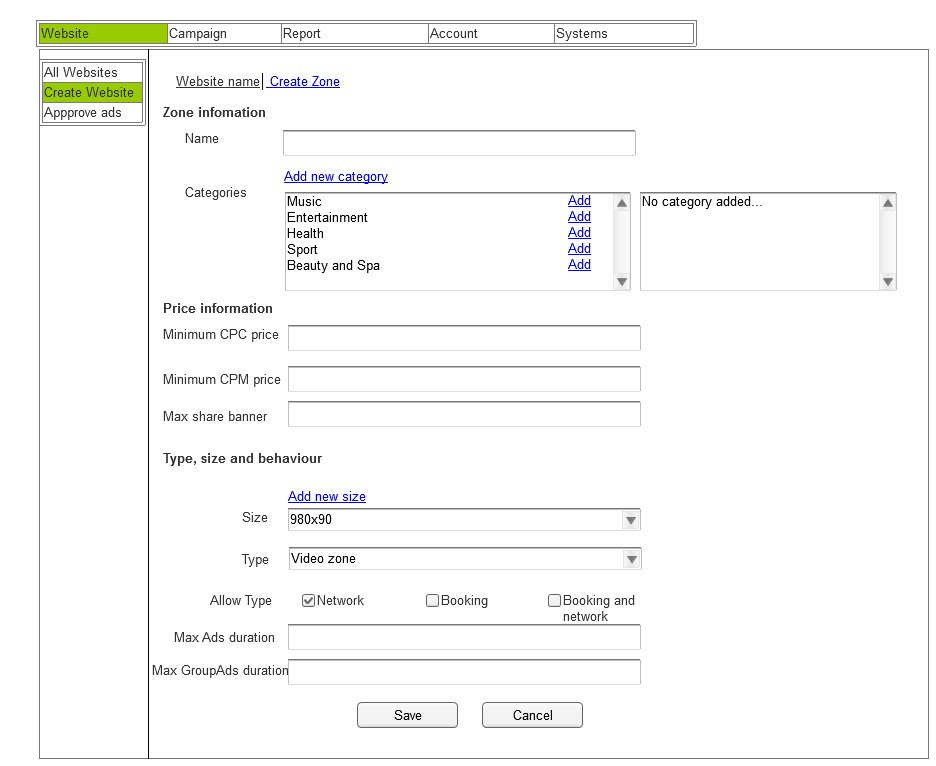 Website Campaign Report Account Systems
All Websites
Create Website
Appprove ads
Website name Create Zone
Zone infomation
Name
Add new category
Categories
Music Add
Entertainment Add
Health Add
Sport Add
Beauty and Spa Add
No category added...
Price information
Minimum CPC price
Minimum CPM price
Max share banner
Type, size and behaviour
Add new size
Size 980x90
Type Video zone
Allow Type Network Booking Booking and
network
Max Ads duration
Max GroupAds duration
Save Cancel